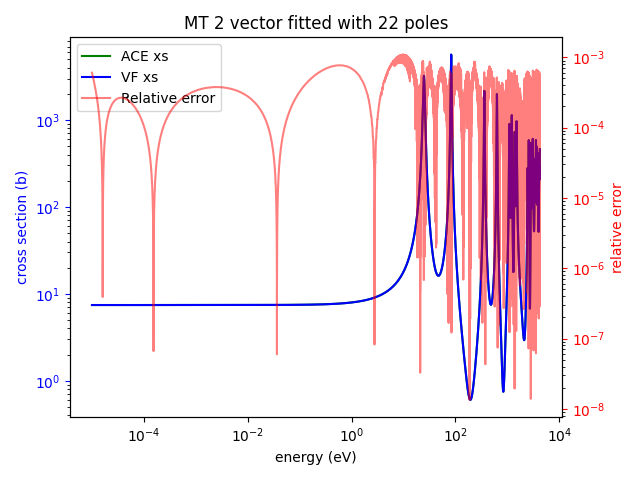 MT 2 vector fitted with 22 poles
ACE xs
VF xs
Relative error
cross section (b)
10^3
10^2
10^1
10^0
10^-3
10^-4
10^-5
10^-6
10^-7
10^-8
relative error
10^-4 10^-2 10^0 10^2 10^4
energy (eV)